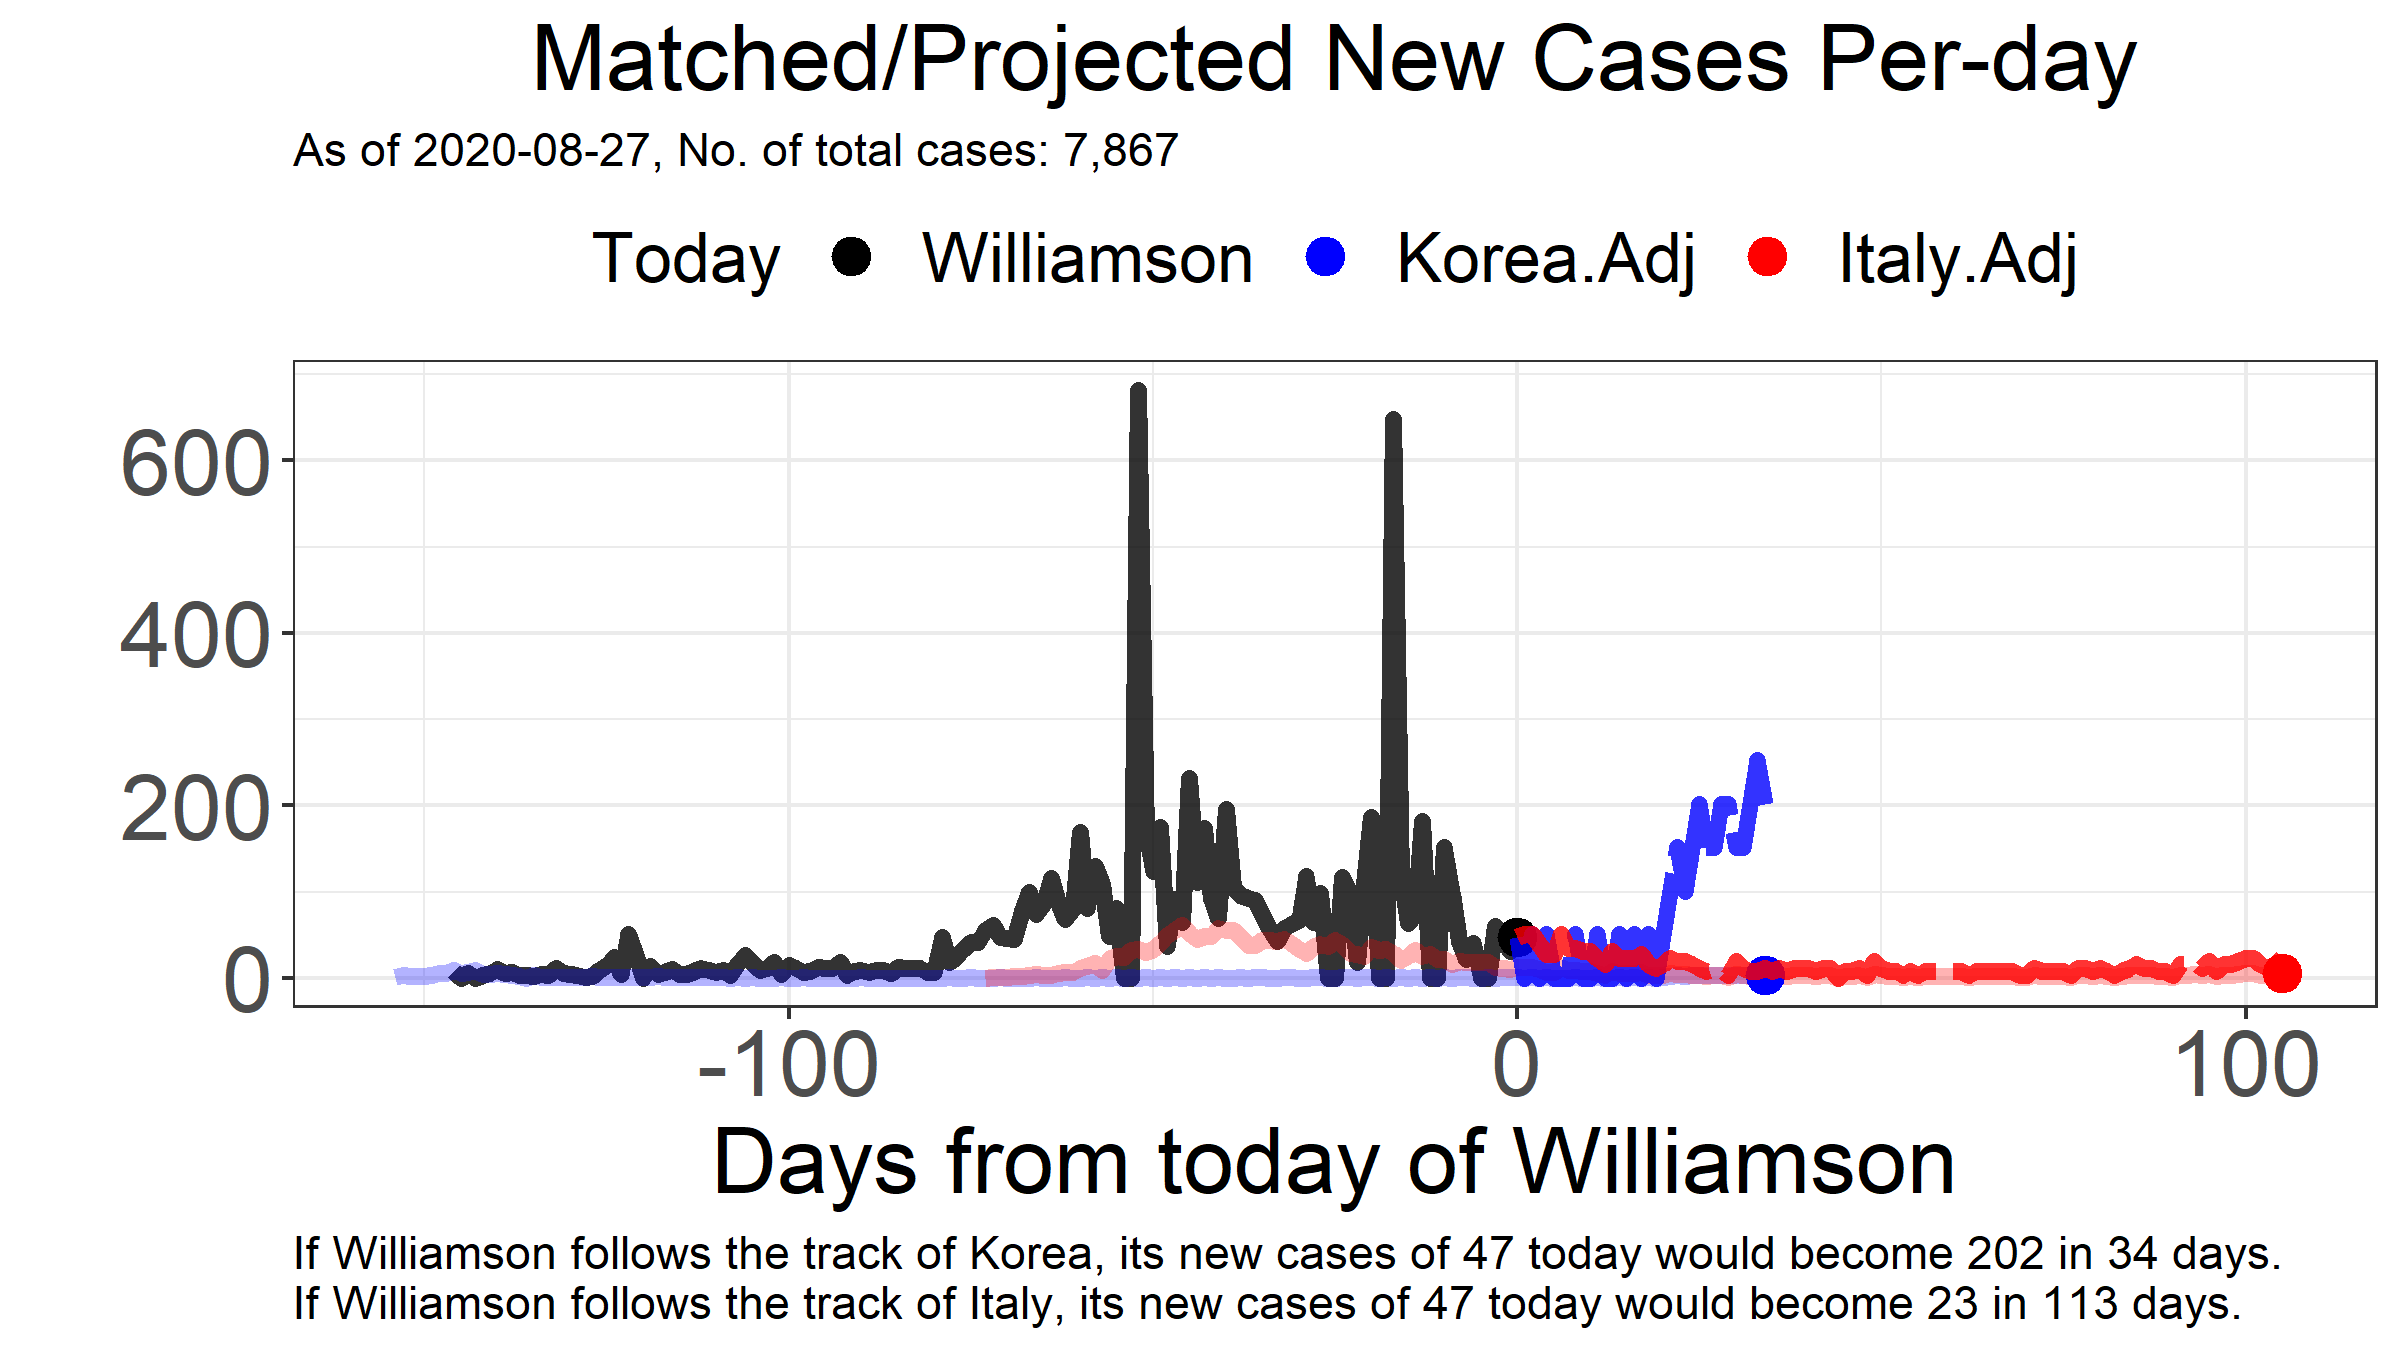 Matched/Projected New Cases Per-day
As of 2020-08-27, No. of total cases: 7,867
Today Williamson Korea.Adj Italy.Adj
600
400
200
0
-100 0 100
Days from today of Williamson
If Williamson follows the track of Korea, its new cases of 47 today would become 202 in 34 days.
If Williamson follows the track of Italy, its new cases of 47 today would become 23 in 113 days.